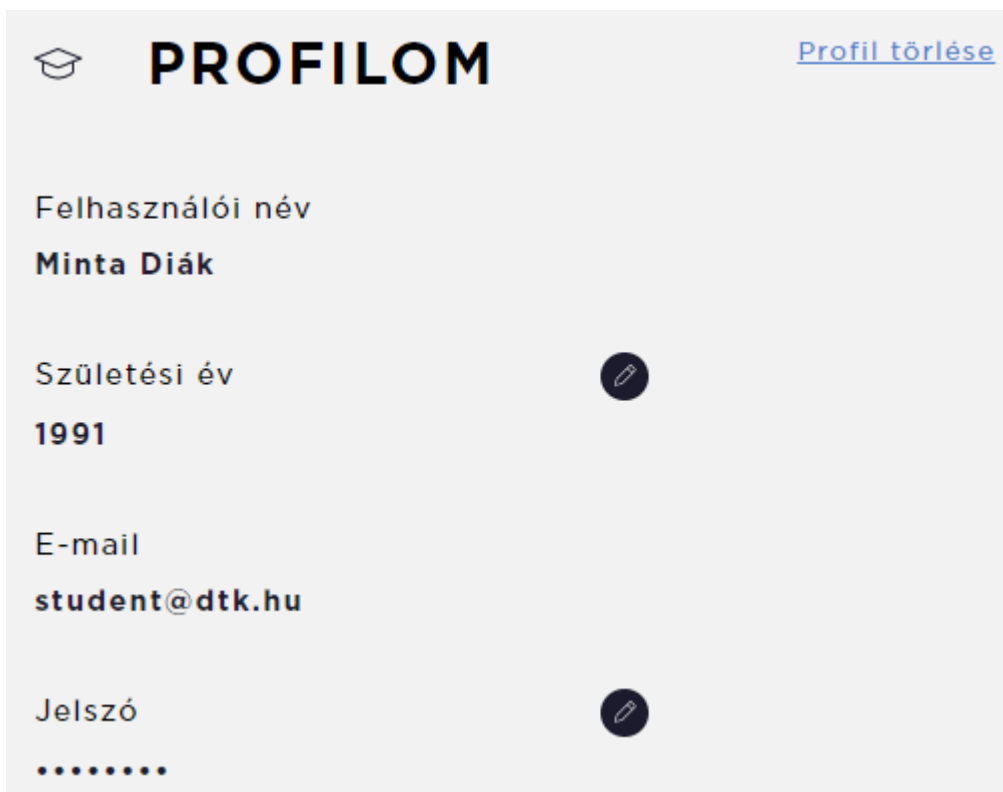 PROFILOM
Profil törlése
Felhasználói név
Minta Diák
Születési év
1991
E-mail
student@dtk.hu
Jelszó
••••••••